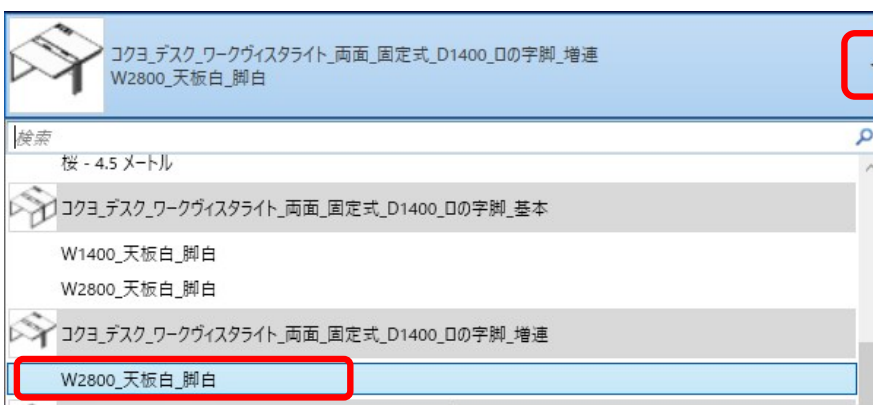 コクヨ_デスク_ワークヴィスタライト_両面_固定式_D1400_ロの字脚_増連
W2800_天板白_脚白
検索
桜 - 4.5 メートル
コクヨ_デスク_ワークヴィスタライト_両面_固定式_D1400_ロの字脚_基本
W1400_天板白_脚白
W2800_天板白_脚白
コクヨ_デスク_ワークヴィスタライト_両面_固定式_D1400_ロの字脚_増連
W2800_天板白_脚白